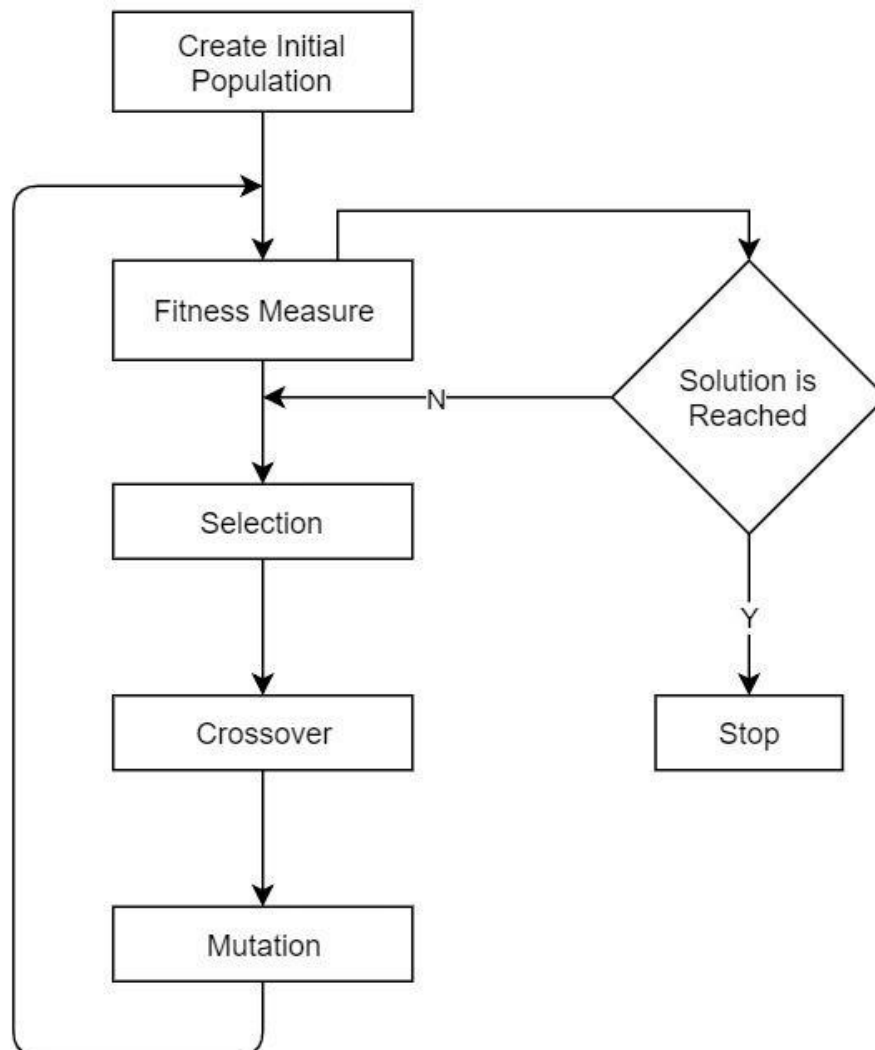 Create Initial
Population
Fitness Measure
Solution is
Reached
N
Selection
Y
Crossover
Stop
Mutation